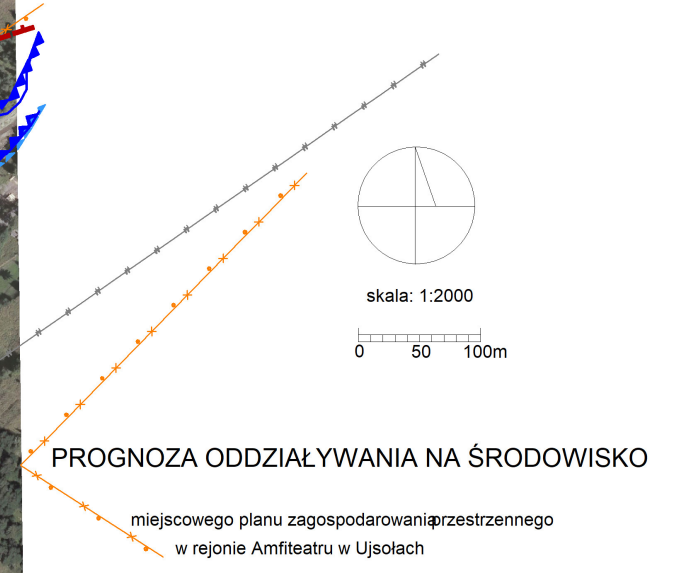 skala: 1:2000
0 50 100m
PROGNOZA ODDZIAŁYWANIA NA ŚRODOWISKO
miejscowego planu zagospodarowania przestrzennego
w rejonie Amfiteatru w Ujsołach